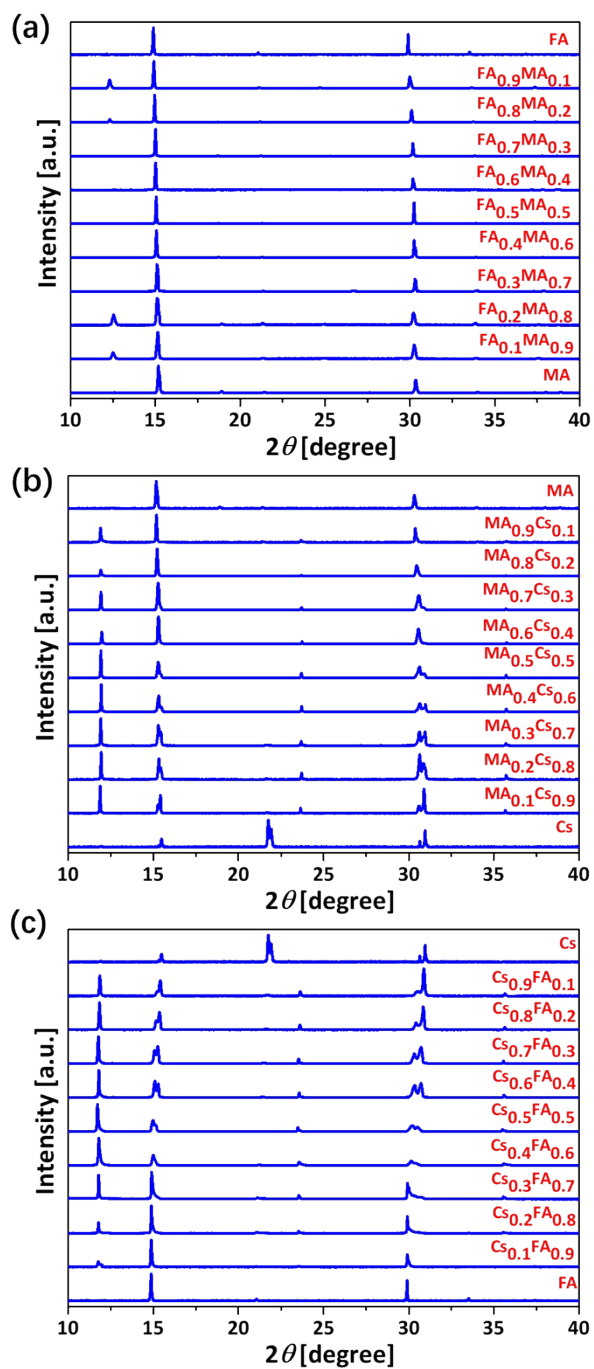 (a)
FA
FA0.9MA0.1
FA0.8MA0.2
FA0.7MA0.3
FA0.6MA0.4
FA0.5MA0.5
FA0.4MA0.6
FA0.3MA0.7
FA0.2MA0.8
FA0.1MA0.9
MA
Intensity [a.u.]
10 15 20 25 30 35 40
2θ [degree]
(b)
MA
MA0.9Cs0.1
MA0.8Cs0.2
MA0.7Cs0.3
MA0.6Cs0.4
MA0.5Cs0.5
MA0.4Cs0.6
MA0.3Cs0.7
MA0.2Cs0.8
MA0.1Cs0.9
Cs
Intensity [a.u.]
10 15 20 25 30 35 40
2θ [degree]
(c)
Cs
Cs0.9FA0.1
Cs0.8FA0.2
Cs0.7FA0.3
Cs0.6FA0.4
Cs0.5FA0.5
Cs0.4FA0.6
Cs0.3FA0.7
Cs0.2FA0.8
Cs0.1FA0.9
FA
Intensity [a.u.]
10 15 20 25 30 35 40
2θ [degree]